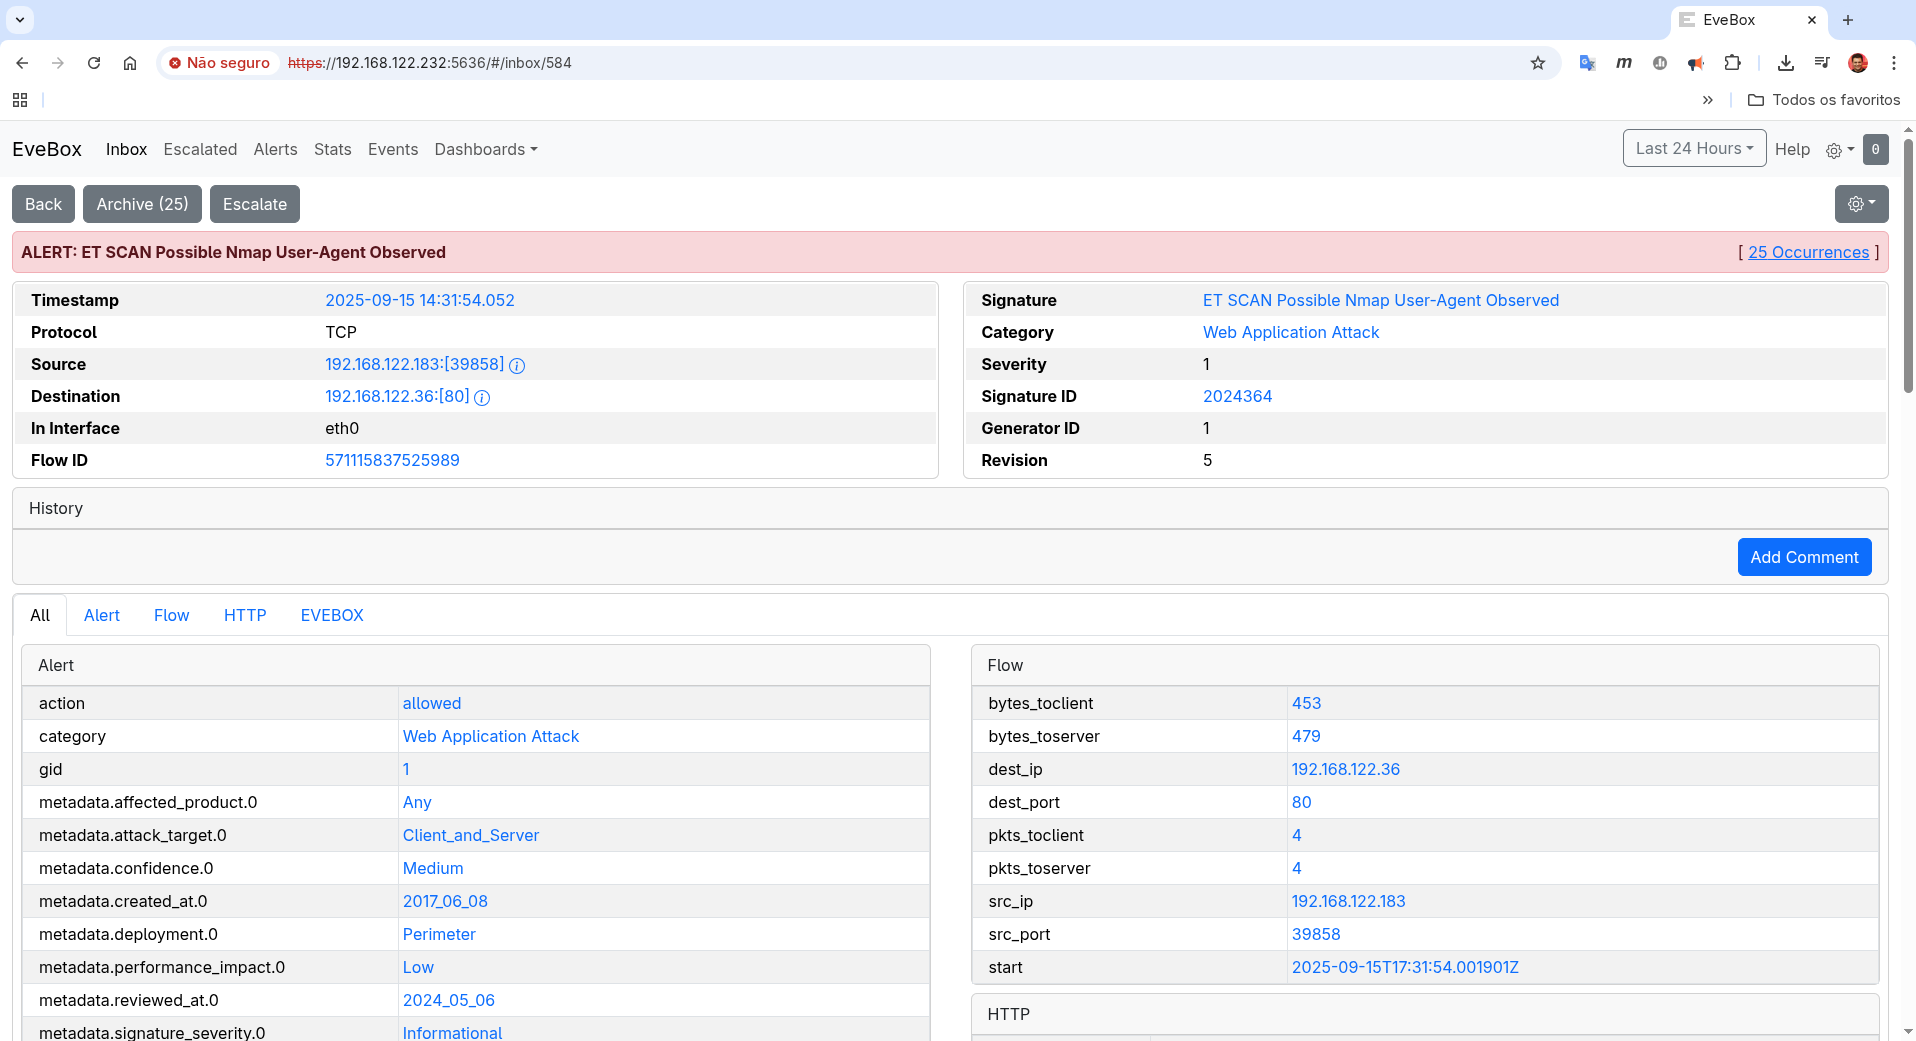 EveBox
Não seguro https://192.168.122.232:5636/#/inbox/584
Todos os favoritos
EveBox Inbox Escalated Alerts Stats Events Dashboards Last 24 Hours Help 0
Back Archive (25) Escalate
ALERT: ET SCAN Possible Nmap User-Agent Observed [ 25 Occurrences ]
Timestamp 2025-09-15 14:31:54.052
Protocol TCP
Source 192.168.122.183:[39858]
Destination 192.168.122.36:[80]
In Interface eth0
Flow ID 571115837525989
Signature ET SCAN Possible Nmap User-Agent Observed
Category Web Application Attack
Severity 1
Signature ID 2024364
Generator ID 1
Revision 5
History
Add Comment
All Alert Flow HTTP EVEBOX
Alert
action allowed
category Web Application Attack
gid 1
metadata.affected_product.0 Any
metadata.attack_target.0 Client_and_Server
metadata.confidence.0 Medium
metadata.created_at.0 2017_06_08
metadata.deployment.0 Perimeter
metadata.performance_impact.0 Low
metadata.reviewed_at.0 2024_05_06
metadata.signature_severity.0 Informational
Flow
bytes_toclient 453
bytes_toserver 479
dest_ip 192.168.122.36
dest_port 80
pkts_toclient 4
pkts_toserver 4
src_ip 192.168.122.183
src_port 39858
start 2025-09-15T17:31:54.001901Z
HTTP